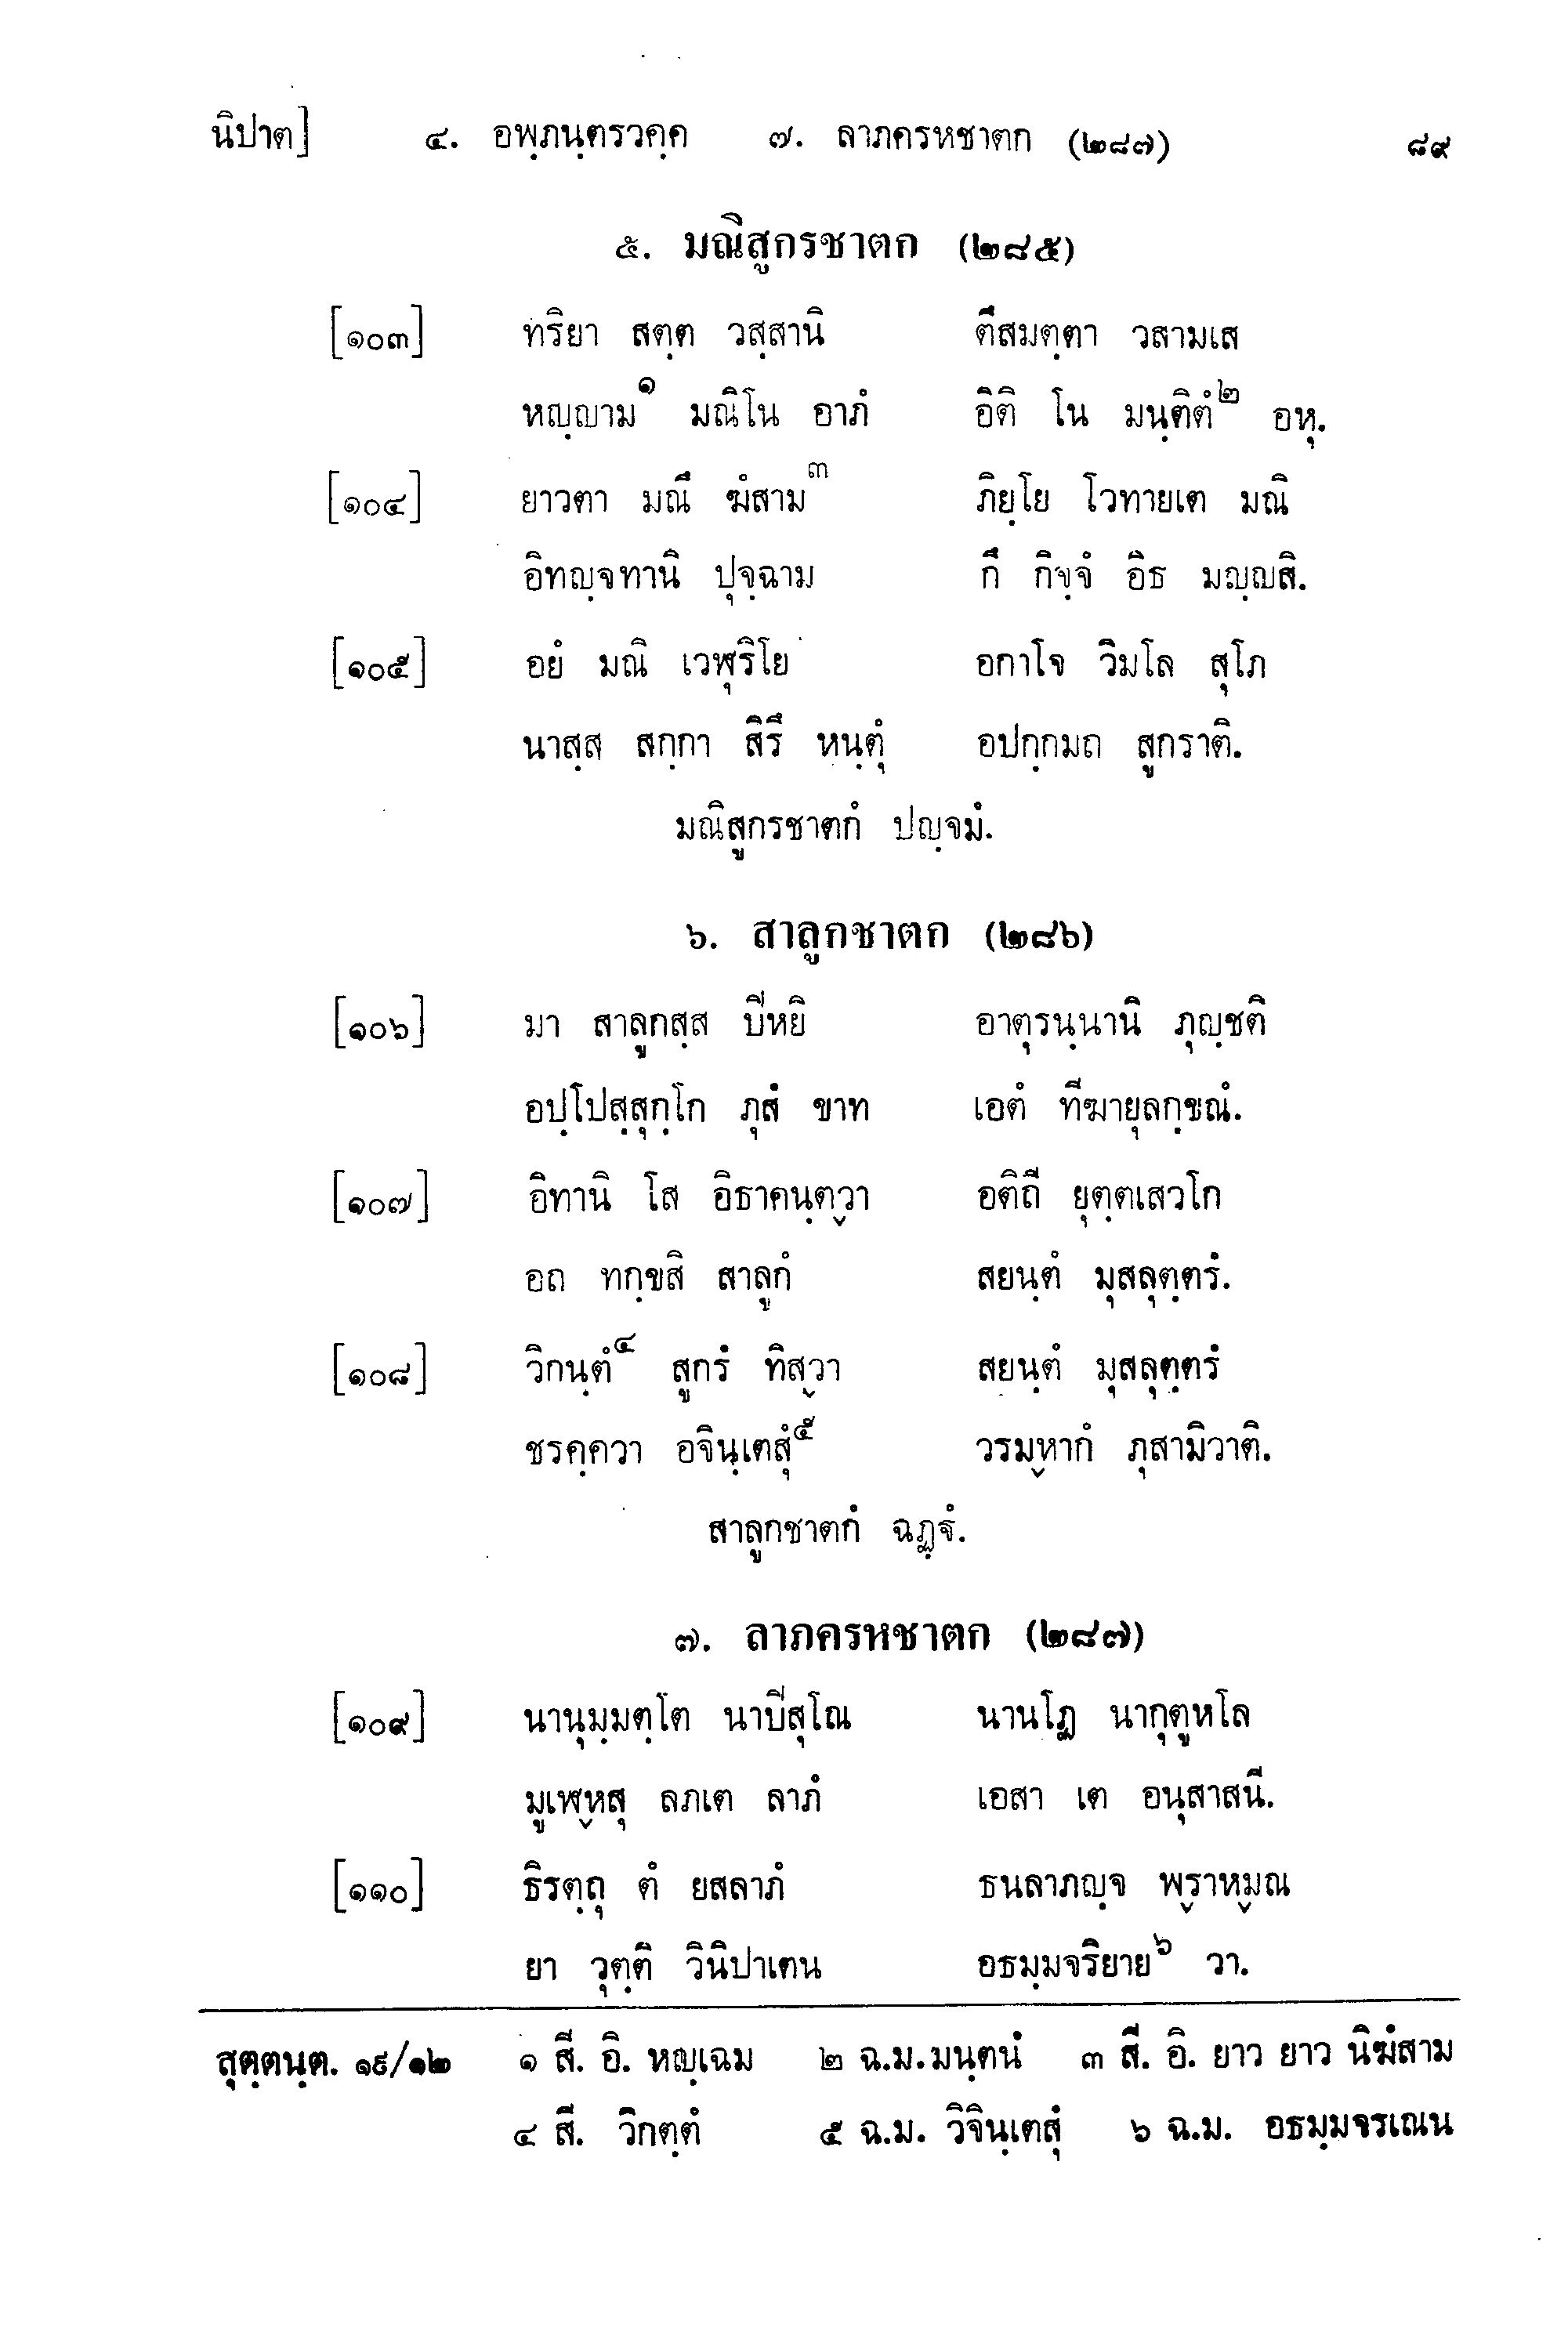 นิปาต] ๔. อพฺภนฺตรวคฺค ๗. ลาภครหชาตก (๒๘๗) ๘๙
๕. มณิสูกรชาตก (๒๘๕)
[๑๐๓] ทริยา สตฺต วสฺสานิ ตึสมตฺตา วสามเส
หญฺญาม๑ มณิโน อาภํ อิติ โน มนฺติตํ๒ อหุ.
[๑๐๔] ยาวตา มณึ ฆํสาม๓ ภิยฺโย โวทายเต มณิ
อิทญฺจทานิ ปุจฺฉาม กึ กิจฺจํ อิธ มญฺญสิ.
[๑๐๕] อยํ มณิ เวฬุริโย อกาโจ วิมโล สุโภ
นาสฺส สกฺกา สิรึ หนฺตุํ อปกฺกมถ สูกราติ.
มณิสูกรชาตกํ ปญฺจมํ.
๖. สาลูกชาตก (๒๘๖)
[๑๐๖] มา สาลูกสฺส ปิหยิ อาตุรนฺนานิ ภุญฺชติ
อปฺโปสฺสุกฺโก ภุสํ ขาท เอตํ ทีฆายุลกฺขณํ.
[๑๐๗] อิทานิ โส อิธาคนฺตฺวา อติถี ยุตฺตเสวโก
อถ ทกฺขสิ สาลูกํ สยนฺตํ มุสลุตฺตรํ.
[๑๐๘] วิกนฺตํ๔ สูกรํ ทิสฺวา สยนฺตํ มุสลุตฺตรํ
ชรคฺควา อจินฺเตสุํ๕ วรมฺหากํ ภุสามิวาติ.
สาลูกชาตกํ ฉฏฺฐํ.
๗. ลาภครหชาตก (๒๘๗)
[๑๐๙] นานุมฺมตฺโต นาปิสุโณ นานโฏ นากุตูหโล
มูเฬฺหสุ ลภเต ลาภํ เอสา เต อนุสาสนี.
[๑๑๐] ธิรตฺถุ ตํ ยสลาภํ ธนลาภญฺจ พฺราหฺมณ
ยา วุตฺติ วินิปาเตน อธมฺมจริยาย๖ วา.
สุตฺตนฺต. ๑๙/๑๒ ๑ สี. อิ. หญฺเฉม ๒ ฉ.ม.มนฺตนํ ๓ สี. อิ. ยาว ยาว นิฆํสาม
๔ สี. วิกตฺตํ ๕ ฉ.ม. วิจินฺเตสุํ ๖ ฉ.ม. อธมฺมจรเณน